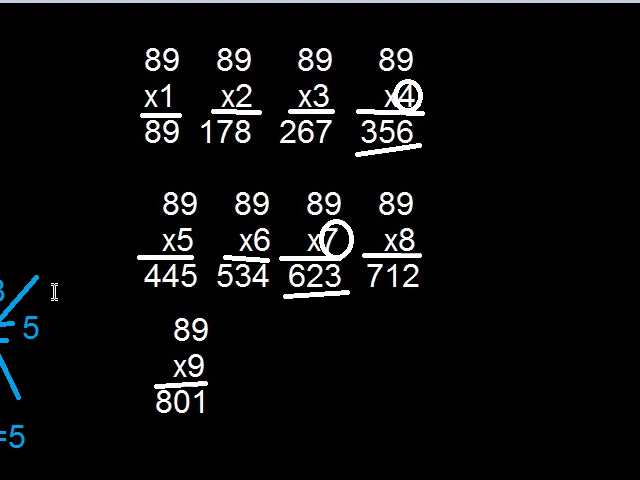 89 89 89 89
x1 x2 x3 x4
89 178 267 356
89 89 89 89
x5 x6 x7 x8
445 534 623 712
5
89
x9
801
=5